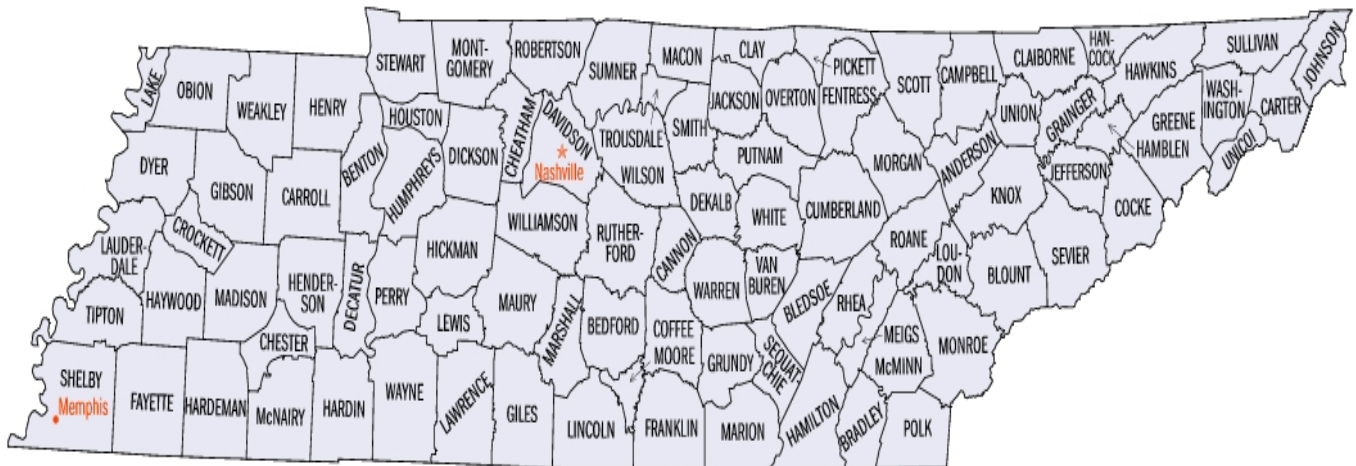 STEWART
MONT-
GOMERY
ROBERTSON
SUMNER
MACON
CLAY
PICKETT
SCOTT
CAMPBELL
CLAIBORNE
HAN-
COCK
HAWKINS
SULLIVAN
JOHNSON
LAKE
OBION
WEAKLEY
HENRY
HOUSTON
CHEATHAM
DAVIDSON
TROUSDALE
SMITH
JACKSON
OVERTON
FENTRESS
UNION
GRAINGER
HAMBLEN
GREENE
WASH-
INGTON
CARTER
UNICOI
DYER
GIBSON
CARROLL
BENTON
HUMPHREYS
DICKSON
Nashville
WILSON
PUTNAM
MORGAN
ANDERSON
KNOX
JEFFERSON
COCKE
LAUDER-
DALE
CROCKETT
HICKMAN
WILLIAMSON
RUTHER-
FORD
CANNON
DEKALB
WHITE
CUMBERLAND
ROANE
LOU-
DON
BLOUNT
SEVIER
TIPTON
HAYWOOD
MADISON
HENDER-
SON
DECATUR
PERRY
LEWIS
MAURY
MARSHALL
BEDFORD
COFFEE
WARREN
VAN
BUREN
BLEDSOE
RHEA
MEIGS
McMINN
MONROE
CHESTER
MOORE
GRUNDY
SEQUAT-
CHIE
SHELBY
Memphis
FAYETTE
HARDEMAN
McNAIRY
HARDIN
WAYNE
LAWRENCE
GILES
LINCOLN
FRANKLIN
MARION
HAMILTON
BRADLEY
POLK